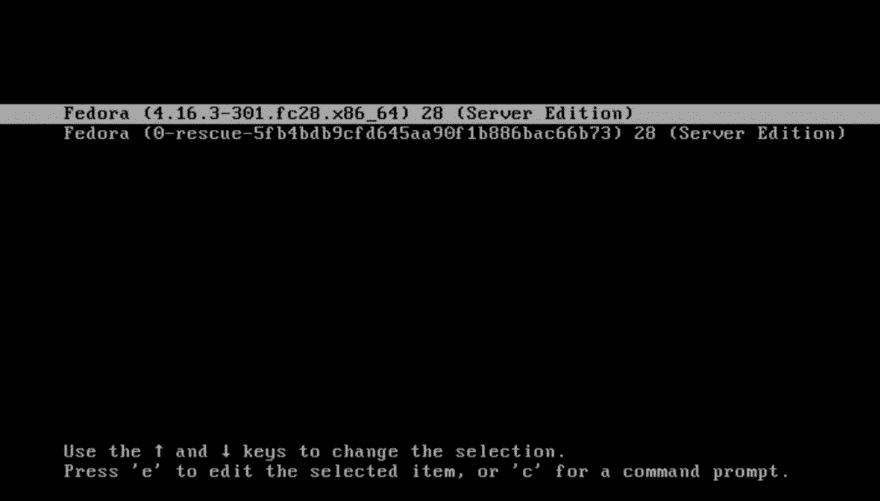 Fedora (4.16.3-301.fc28.x86_64) 28 (Server Edition)
Fedora (0-rescue-5fb4bdb9cfd645aa90f1b886bac66b73) 28 (Server Edition)
Use the ↑ and ↓ keys to change the selection.
Press 'e' to edit the selected item, or 'c' for a command prompt.